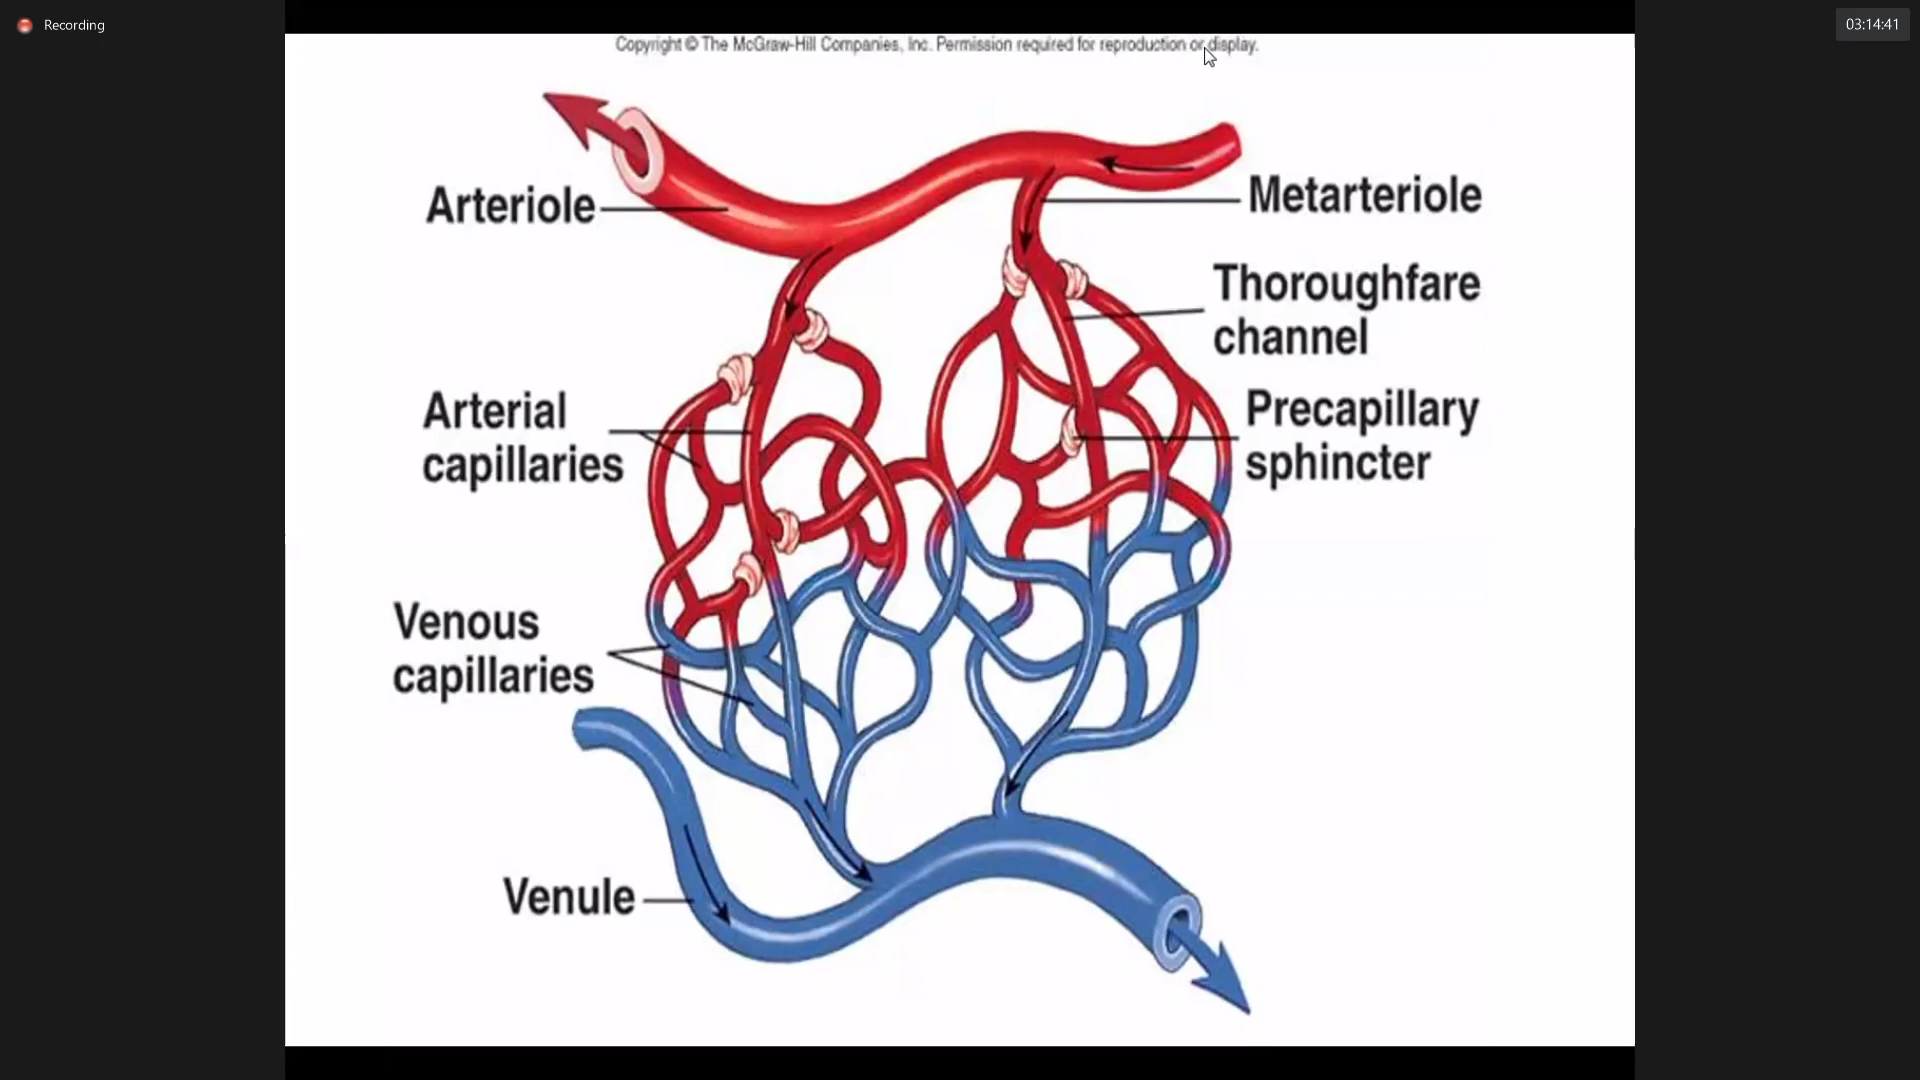 Recording
03:14:41
Copyright © The McGraw-Hill Companies, Inc. Permission required for reproduction or display.
Arteriole
Metarteriole
Thoroughfare
channel
Arterial
capillaries
Precapillary
sphincter
Venous
capillaries
Venule